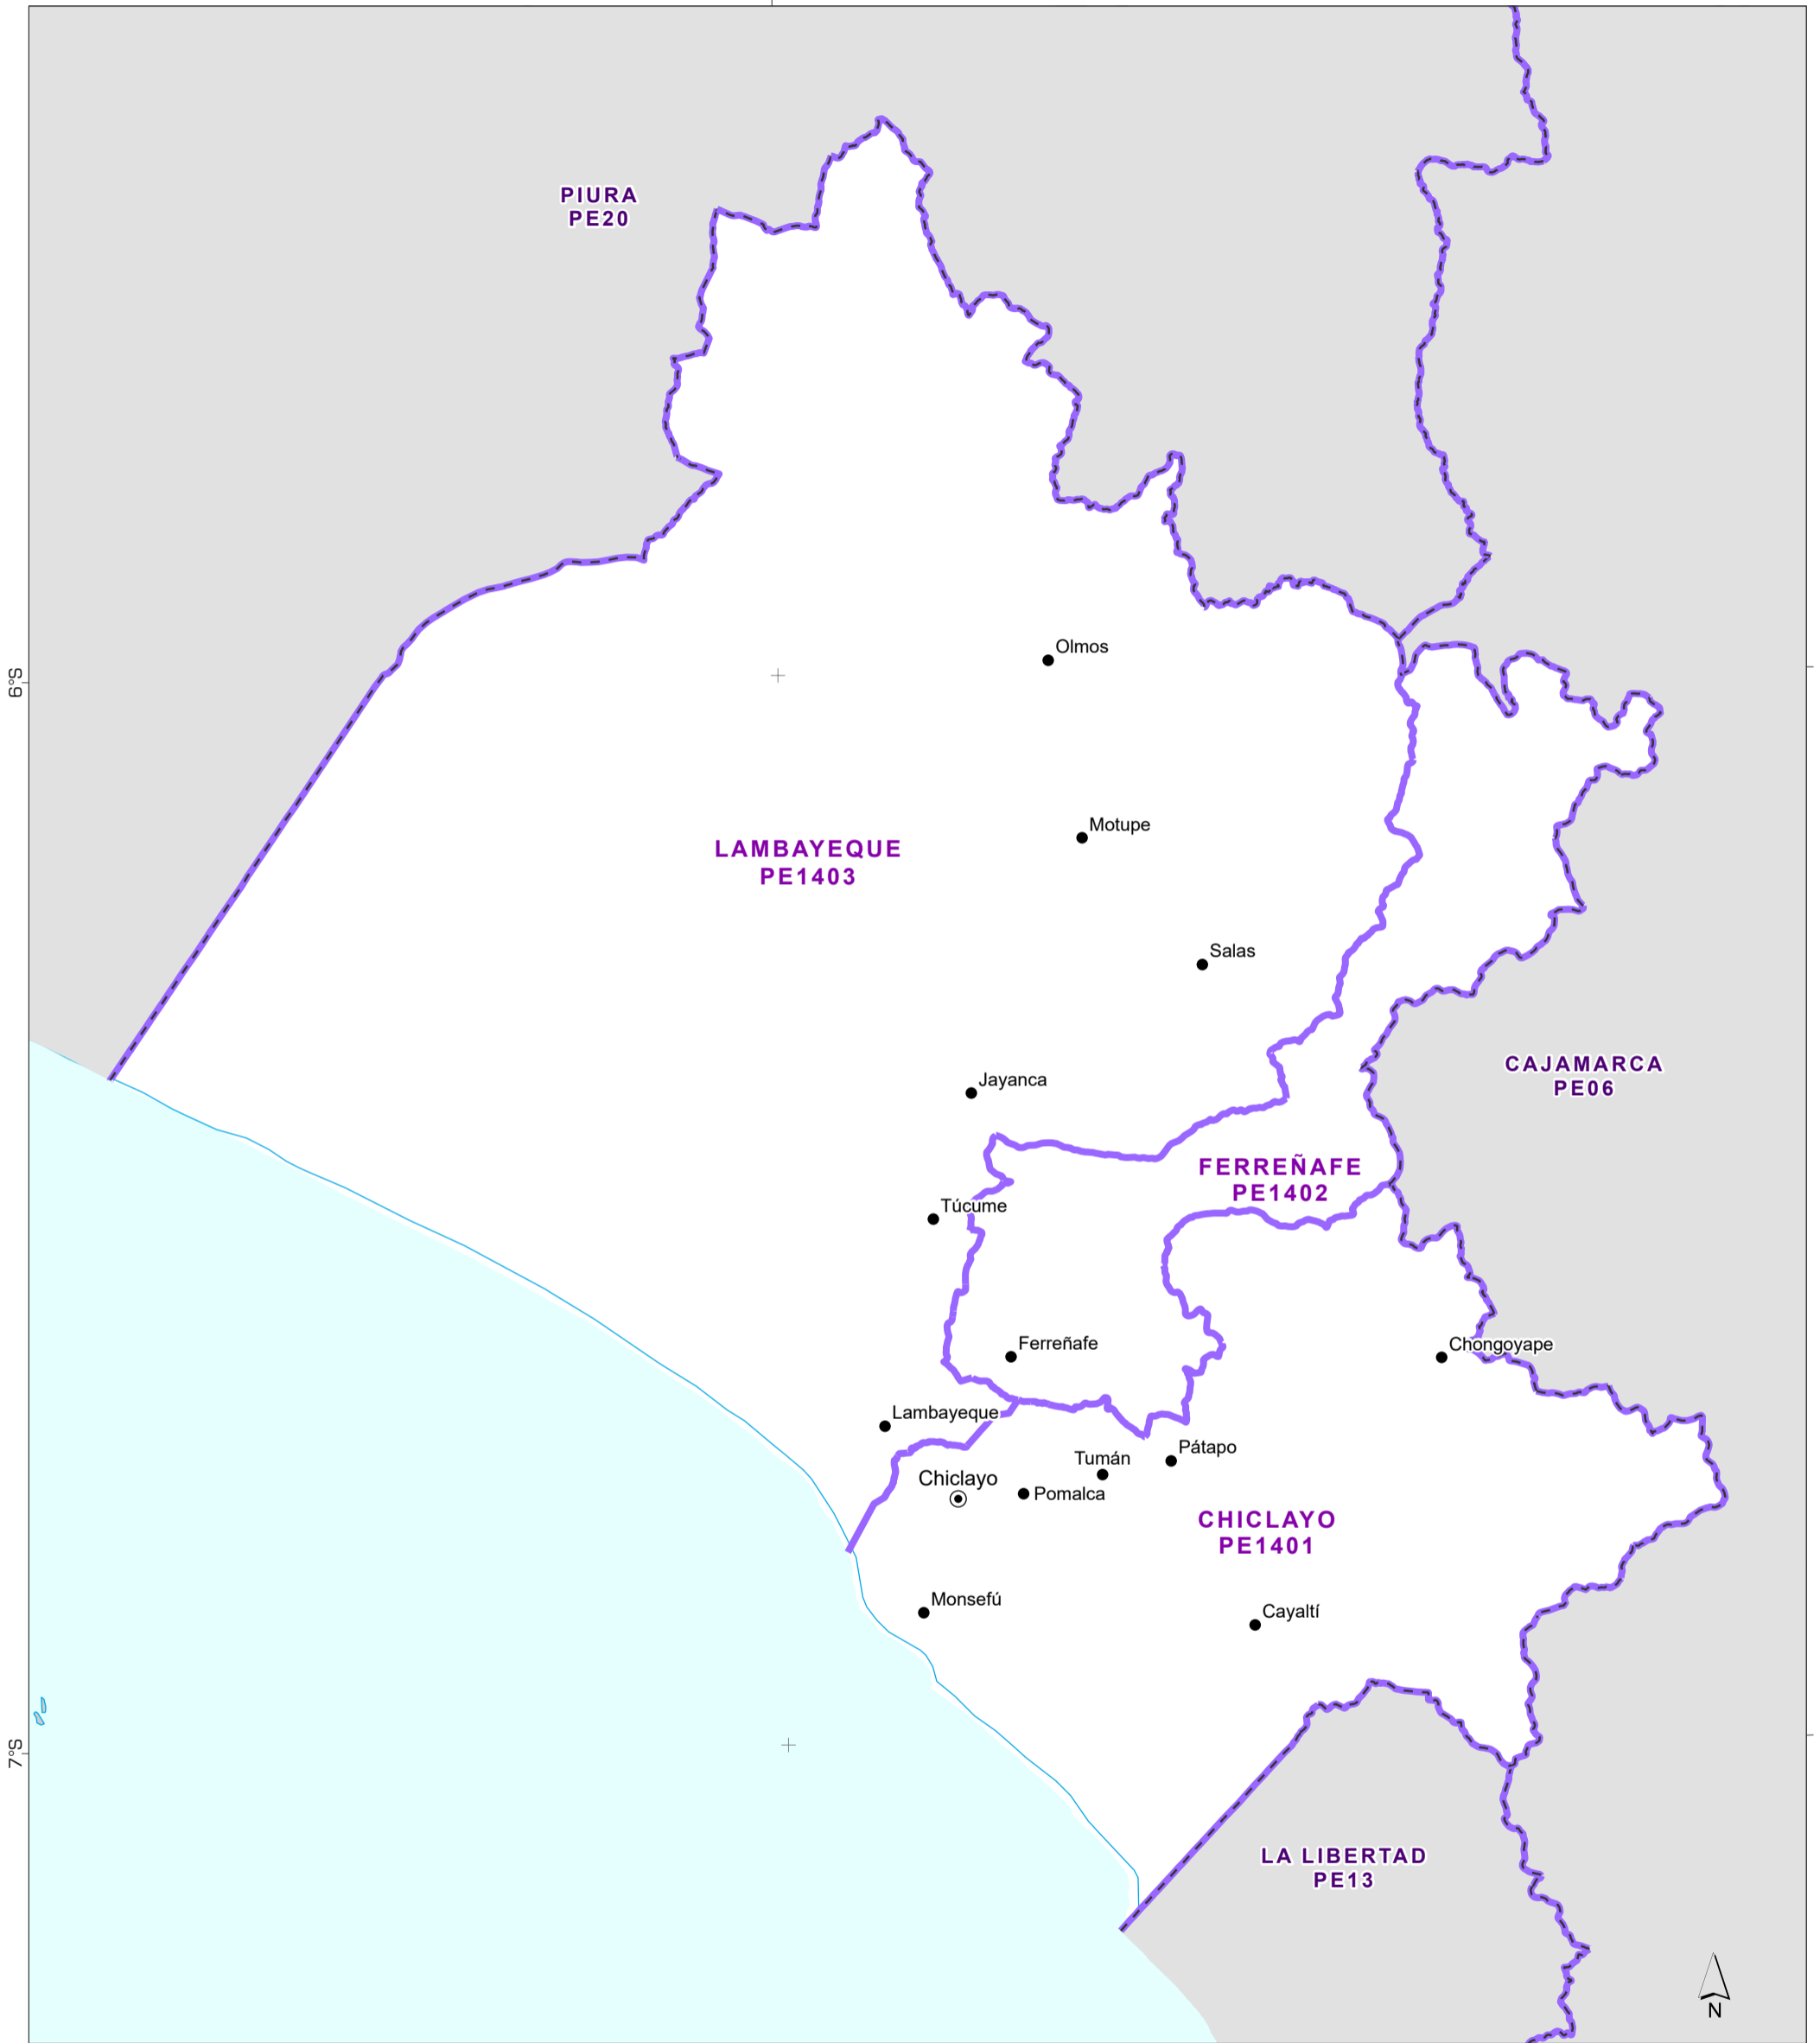 PIURA
PE20
Olmos
6°S
Motupe
LAMBAYEQUE
PE1403
Salas
CAJAMARCA
PE06
Jayanca
FERREÑAFE
PE1402
Túcume
Ferreñafe
Chongoyape
Lambayeque
Pátapo
Tumán
Chiclayo
Pomalca
CHICLAYO
PE1401
Monsefú
Cayaltí
7°S
LA LIBERTAD
PE13
N